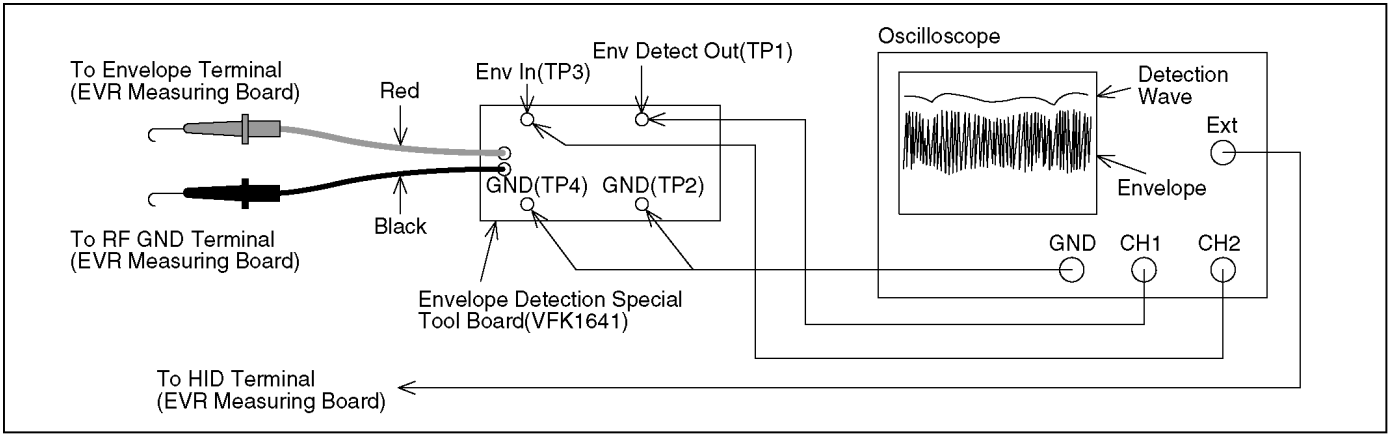 To Envelope Terminal
(EVR Measuring Board)
Red
Env In(TP3)
Env Detect Out(TP1)
GND(TP4)
GND(TP2)
Black
To RF GND Terminal
(EVR Measuring Board)
Envelope Detection Special
Tool Board(VFK1641)
To HID Terminal
(EVR Measuring Board)
Oscilloscope
Detection
Wave
Ext
Envelope
GND
CH1
CH2